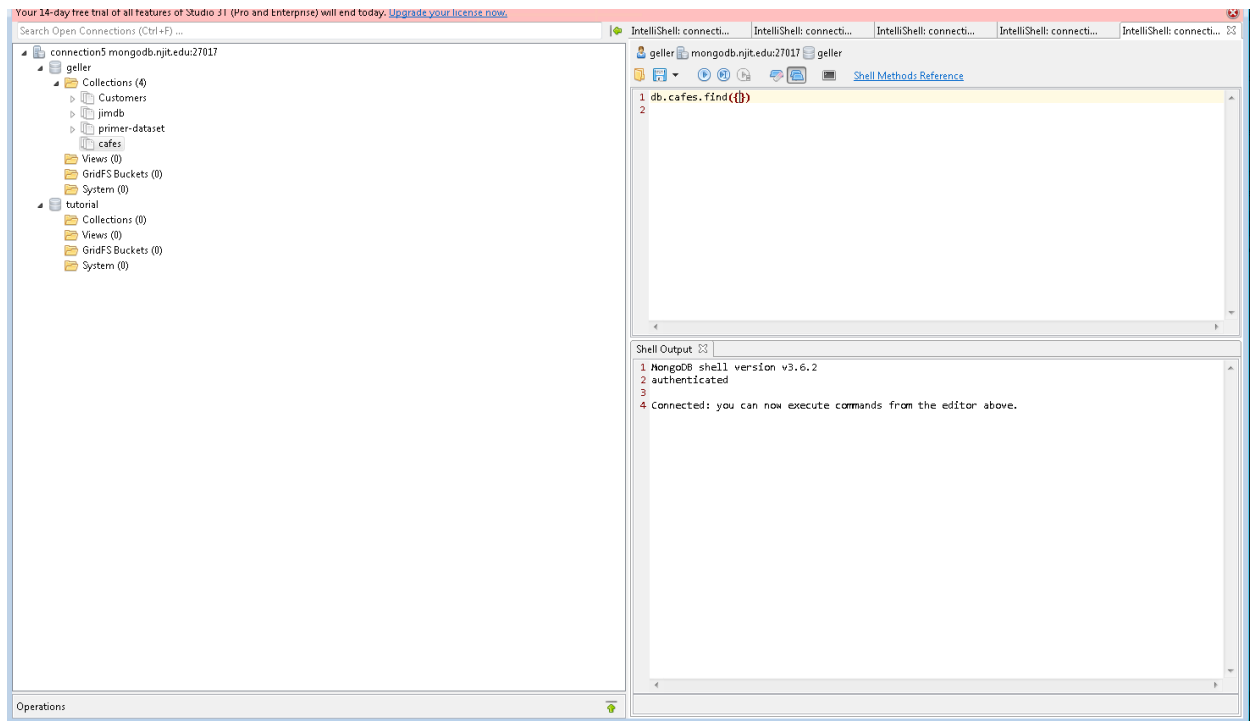 Your 14-day free trial of all features of Studio 3T (Pro and Enterprise) will end today. Upgrade your license now.
Search Open Connections (Ctrl+F) ...
connection5 mongodb.njit.edu:27017
geller
Collections (4)
Customers
jimdb
primer-dataset
cafes
Views (0)
GridFS Buckets (0)
System (0)
tutorial
Collections (0)
Views (0)
GridFS Buckets (0)
System (0)
Operations
IntelliShell: connecti... IntelliShell: connecti... IntelliShell: connecti... IntelliShell: connecti... IntelliShell: connecti...
geller mongodb.njit.edu:27017 geller
Shell Methods Reference
1 db.cafes.find({})
2
Shell Output
1 MongoDB shell version v3.6.2
2 authenticated
3
4 Connected: you can now execute commands from the editor above.